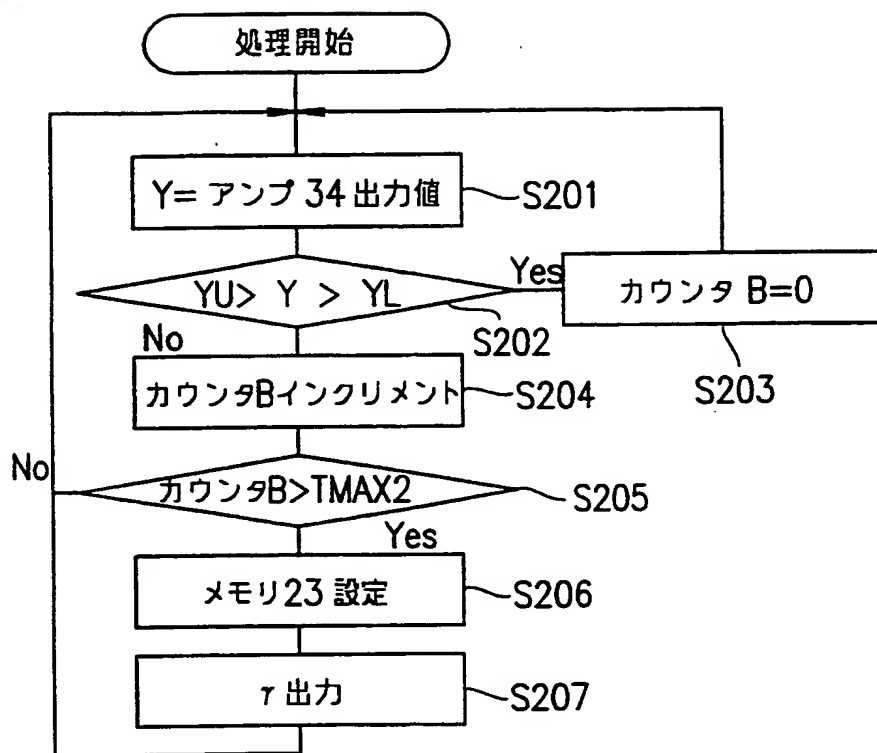 処理開始
Y= アンプ 34 出力値
S201
YU> Y > YL
Yes
S202
カウンタ B=0
S203
No
カウンタBインクリメント
S204
No
カウンタB>TMAX2
S205
Yes
メモリ23 設定
S206
γ 出力
S207